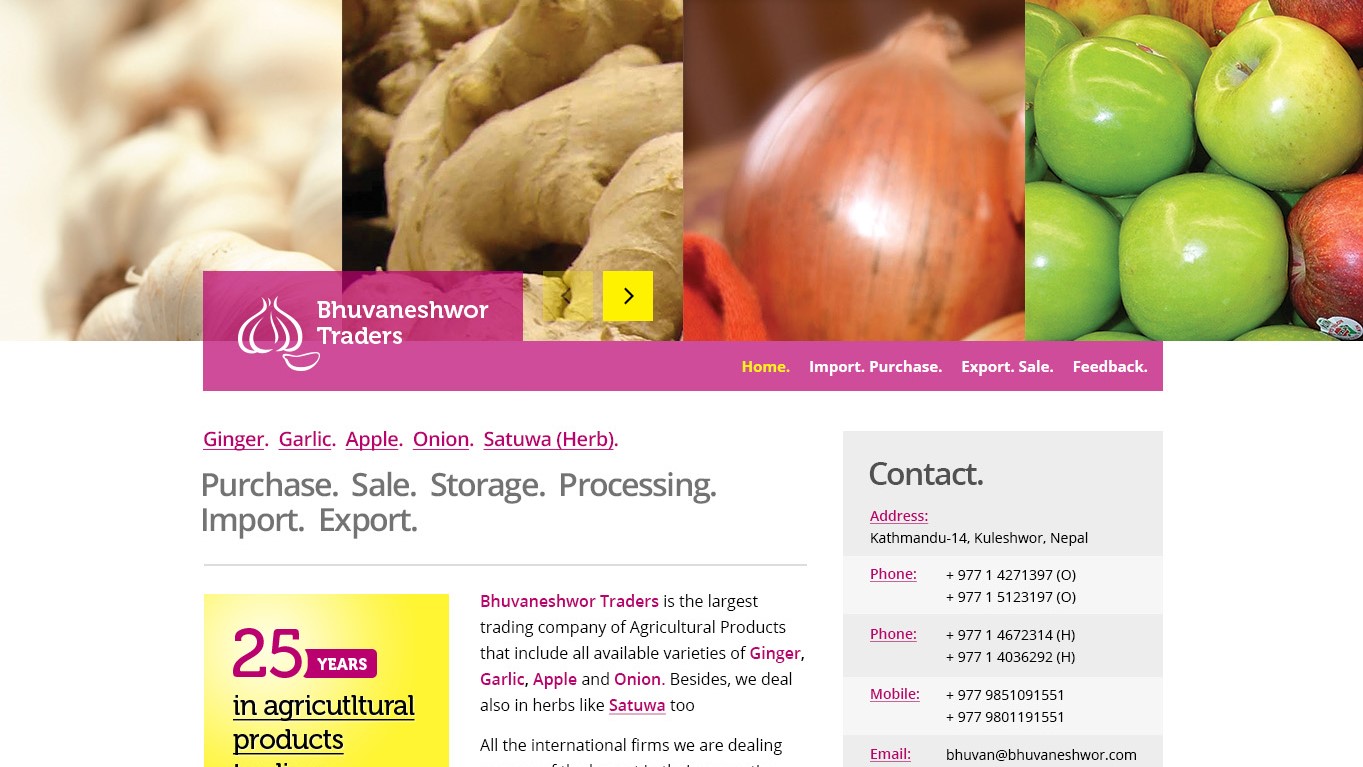 Bhuvaneshwor
Traders
Home. Import. Purchase. Export. Sale. Feedback.
Ginger. Garlic. Apple. Onion. Satuwa (Herb).
Purchase. Sale. Storage. Processing.
Import. Export.
25 YEARS
in agricutltural
products
Bhuvaneshwor Traders is the largest
trading company of Agricultural Products
that include all available varieties of Ginger,
Garlic, Apple and Onion. Besides, we deal
also in herbs like Satuwa too
All the international firms we are dealing
Contact.
Address:
Kathmandu-14, Kuleshwor, Nepal
Phone: + 977 1 4271397 (O)
+ 977 1 5123197 (O)
Phone: + 977 1 4672314 (H)
+ 977 1 4036292 (H)
Mobile: + 977 9851091551
+ 977 9801191551
Email: bhuvan@bhuvaneshwor.com